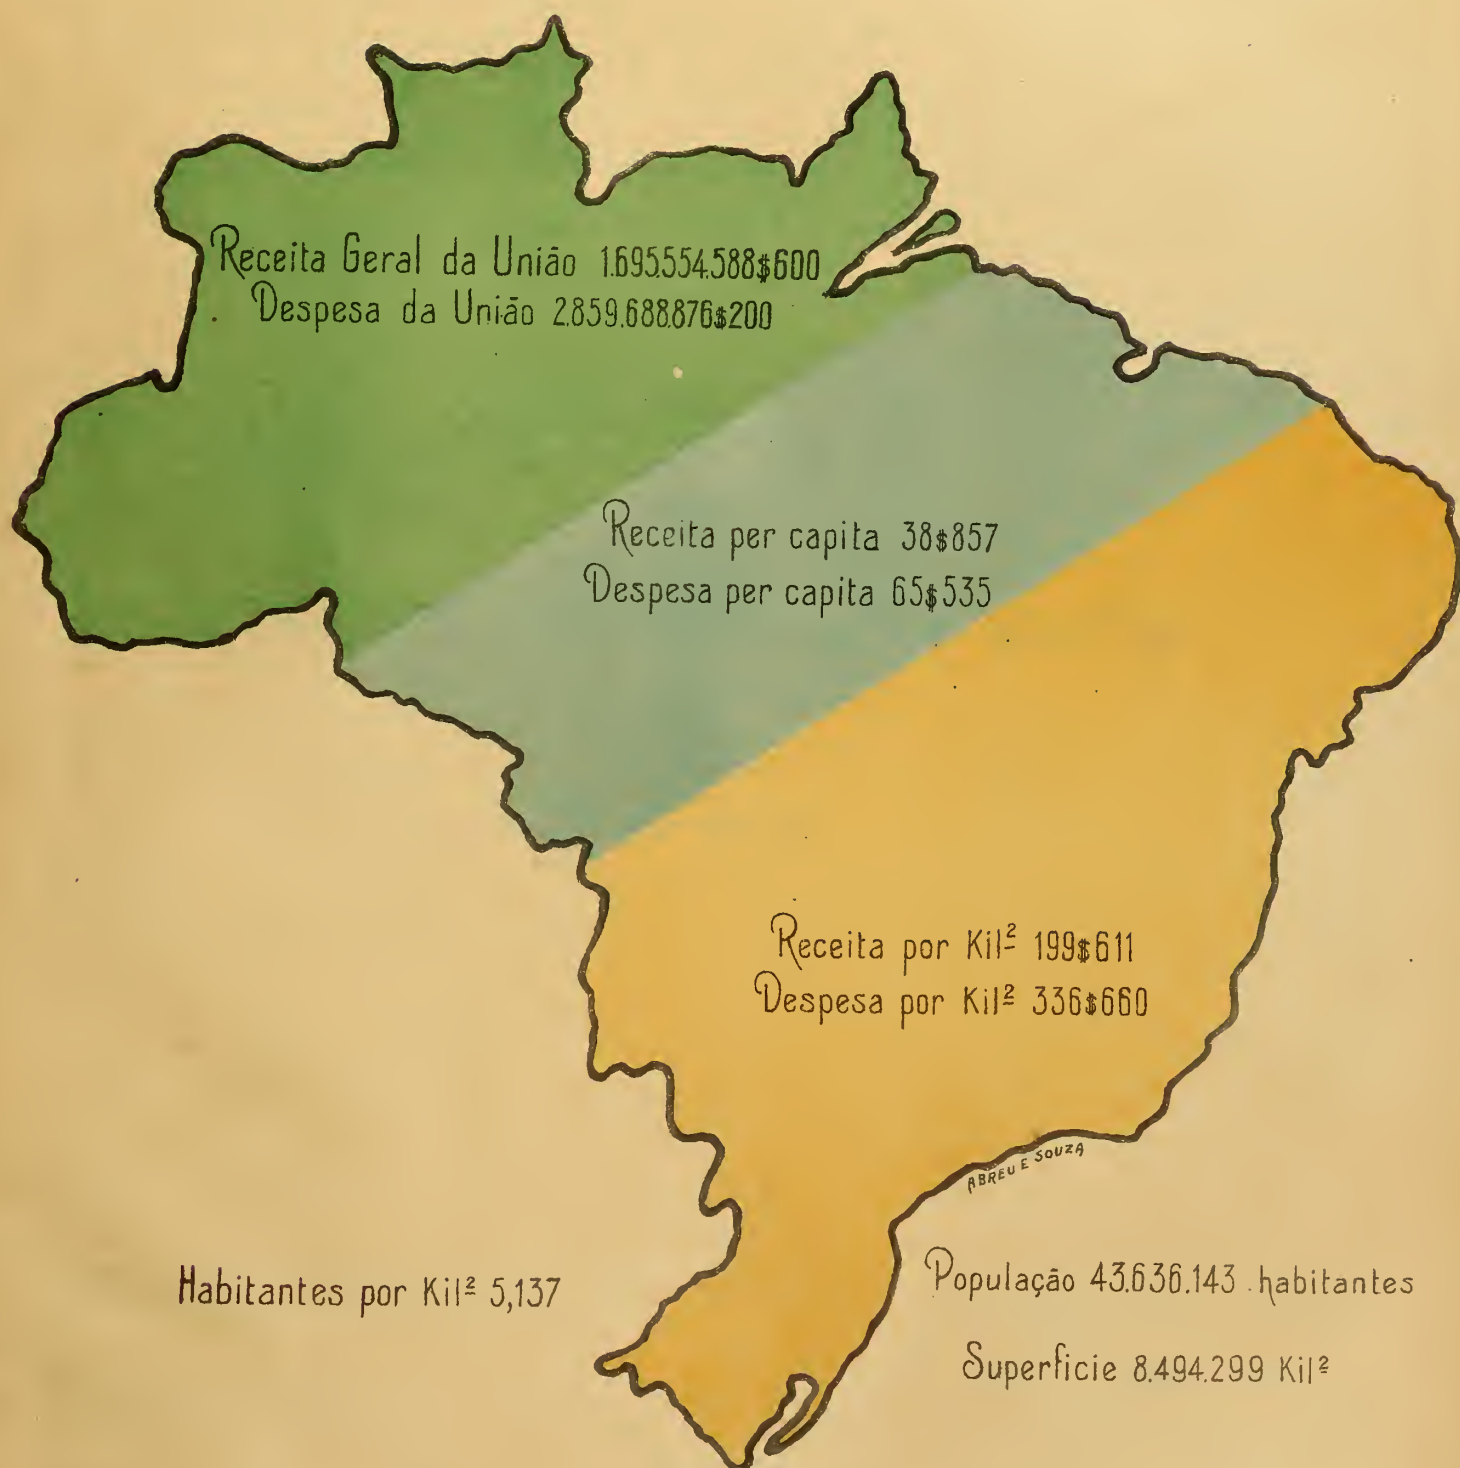 Receita Geral da União 1.695.554.588$600
Despesa da União 2.859.688.876$200
Receita per capita 38$857
Despesa per capita 65$535
Receita por Kil² 199$611
Despesa por Kil² 336$660
ABREU E SOUZA
Habitantes por Kil² 5,137
População 43.636.143 habitantes
Superficie 8.494.299 Kil²